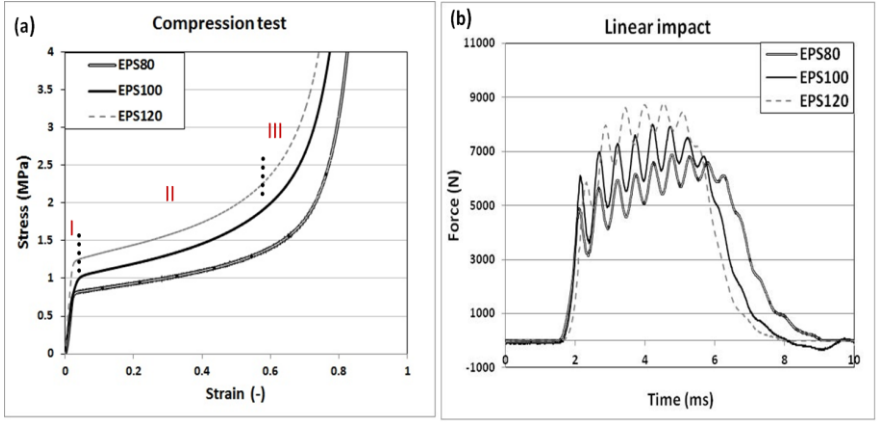 (a)
Compression test
4
3.5
3
2.5
2
1.5
1
0.5
0
Stress (MPa)
EPS80
EPS100
EPS120
I
II
III
0
0.2
0.4
0.6
0.8
1
Strain (-)
(b)
Linear impact
11000
9000
7000
5000
3000
1000
-1000
Force (N)
EPS80
EPS100
EPS120
0
2
4
6
8
10
Time (ms)